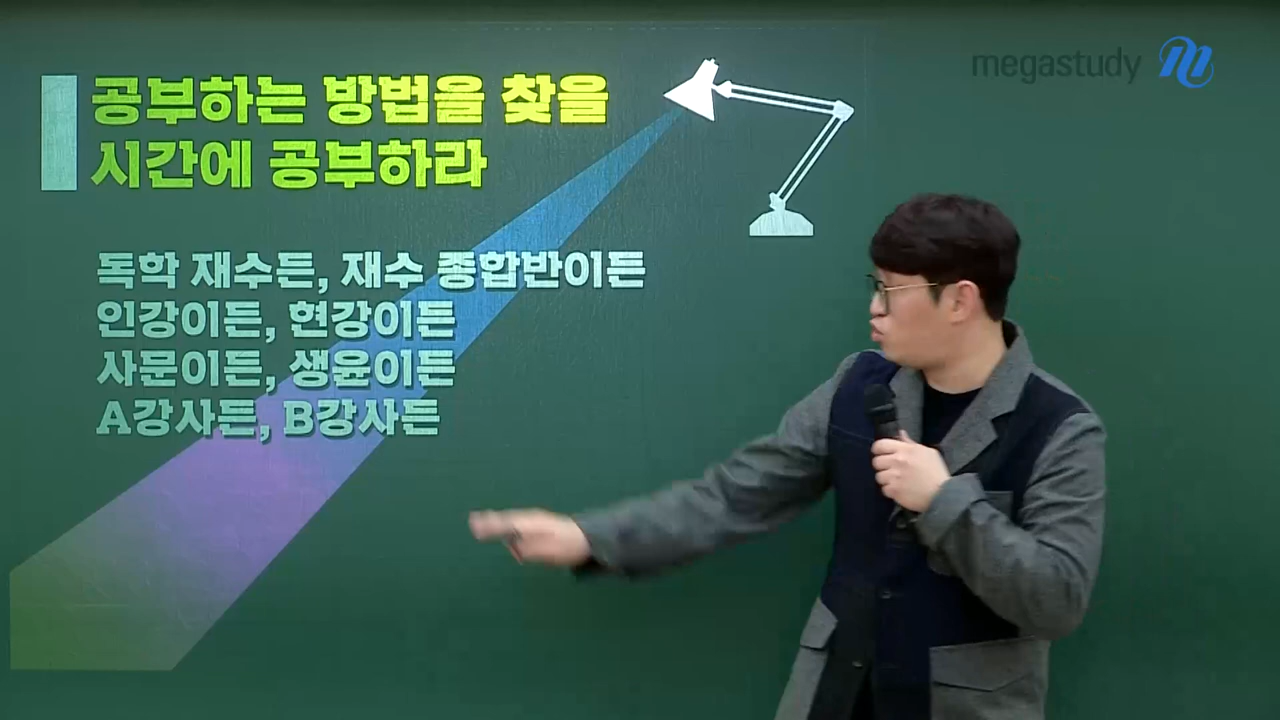 megastudy
공부하는 방법을 찾을
시간에 공부하라
독학 재수든, 재수 종합반이든
인강이든, 현강이든
사문이든, 생윤이든
A강사든, B강사든